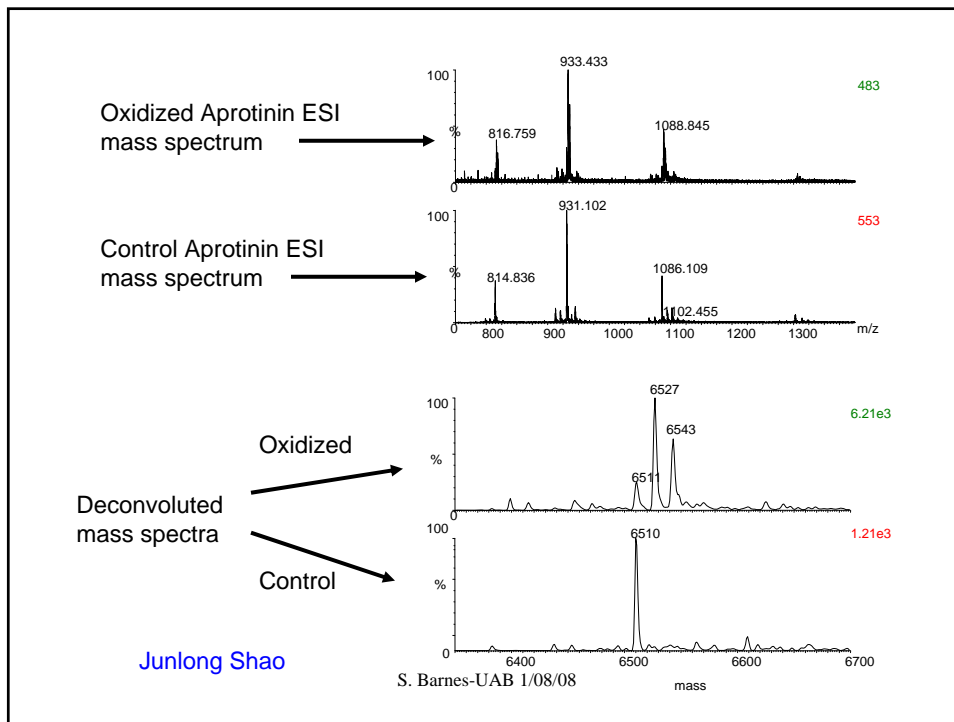 Oxidized Aprotinin ESI
mass spectrum
100
%
0
816.759
933.433
1088.845
483
Control Aprotinin ESI
mass spectrum
100
%
0
814.836
931.102
1086.109
1102.455
553
800
900
1000
1100
1200
1300
m/z
Deconvoluted
mass spectra
Oxidized
100
%
0
6511
6527
6543
6.21e3
Control
100
%
0
6510
1.21e3
6400
6500
6600
6700
mass
Junlong Shao
S. Barnes-UAB 1/08/08